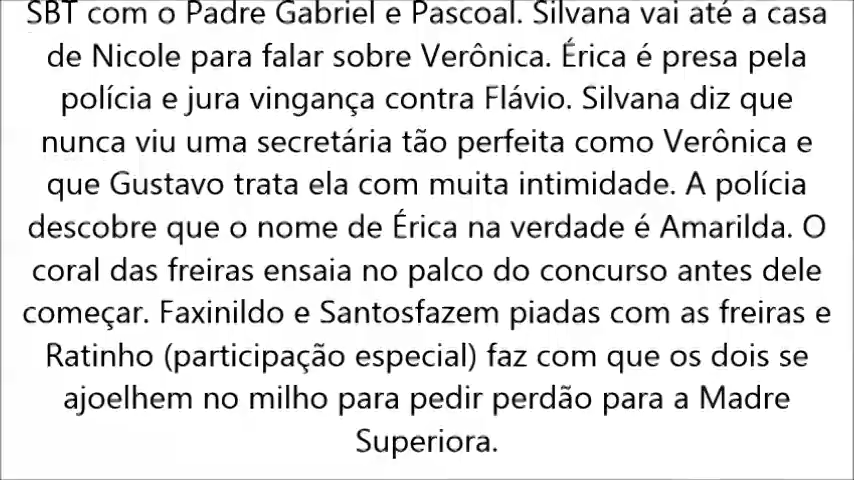 SBT com o Padre Gabriel e Pascoal. Silvana vai até a casa
de Nicole para falar sobre Verônica. Érica é presa pela
polícia e jura vingança contra Flávio. Silvana diz que
nunca viu uma secretária tão perfeita como Verônica e
que Gustavo trata ela com muita intimidade. A polícia
descobre que o nome de Érica na verdade é Amarilda. O
coral das freiras ensaia no palco do concurso antes dele
começar. Faxinildo e Santosfazem piadas com as freiras e
Ratinho (participação especial) faz com que os dois se
ajoelhem no milho para pedir perdão para a Madre
Superiora.